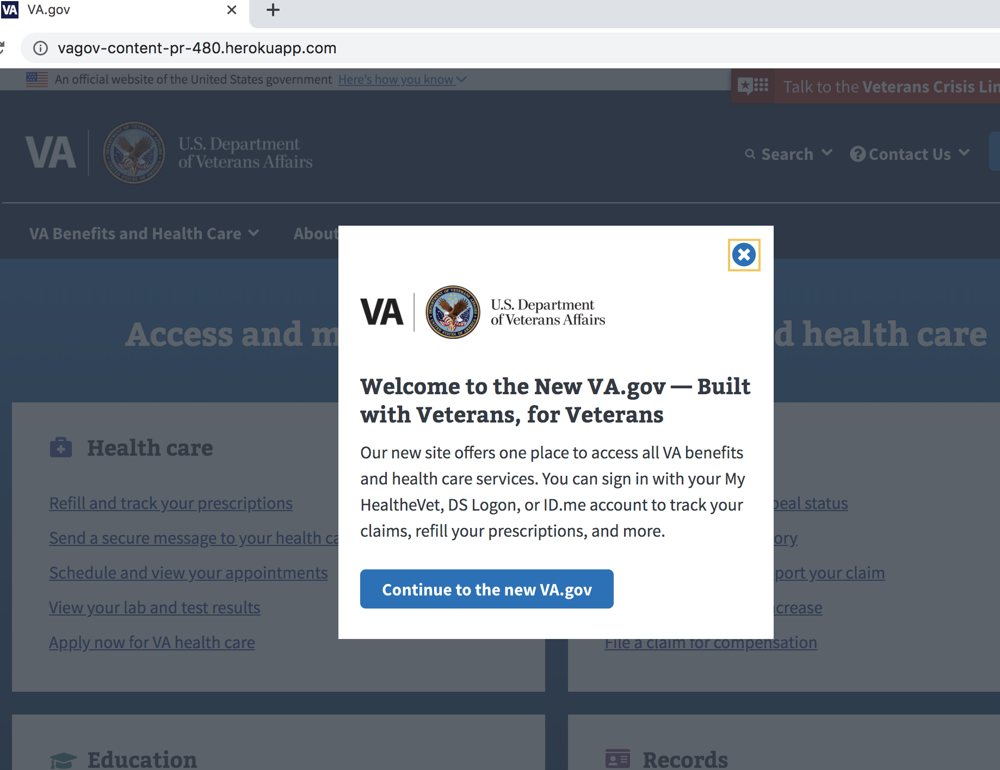 VA VA.gov
vagov-content-pr-480.herokuapp.com
An official website of the United States government Here's how you know
Talk to the Veterans Crisis Lin
VA U.S. Department
of Veterans Affairs
Search Contact Us
VA Benefits and Health Care About
Access and m d health care
VA U.S. Department
of Veterans Affairs
Welcome to the New VA.gov — Built
with Veterans, for Veterans
Our new site offers one place to access all VA benefits
and health care services. You can sign in with your My
HealtheVet, DS Logon, or ID.me account to track your
claims, refill your prescriptions, and more.
Continue to the new VA.gov
Health care
Refill and track your prescriptions
Send a secure message to your health ca
Schedule and view your appointments
View your lab and test results
Apply now for VA health care
peal status
ory
port your claim
ncrease
File a claim for compensation
Education
Records